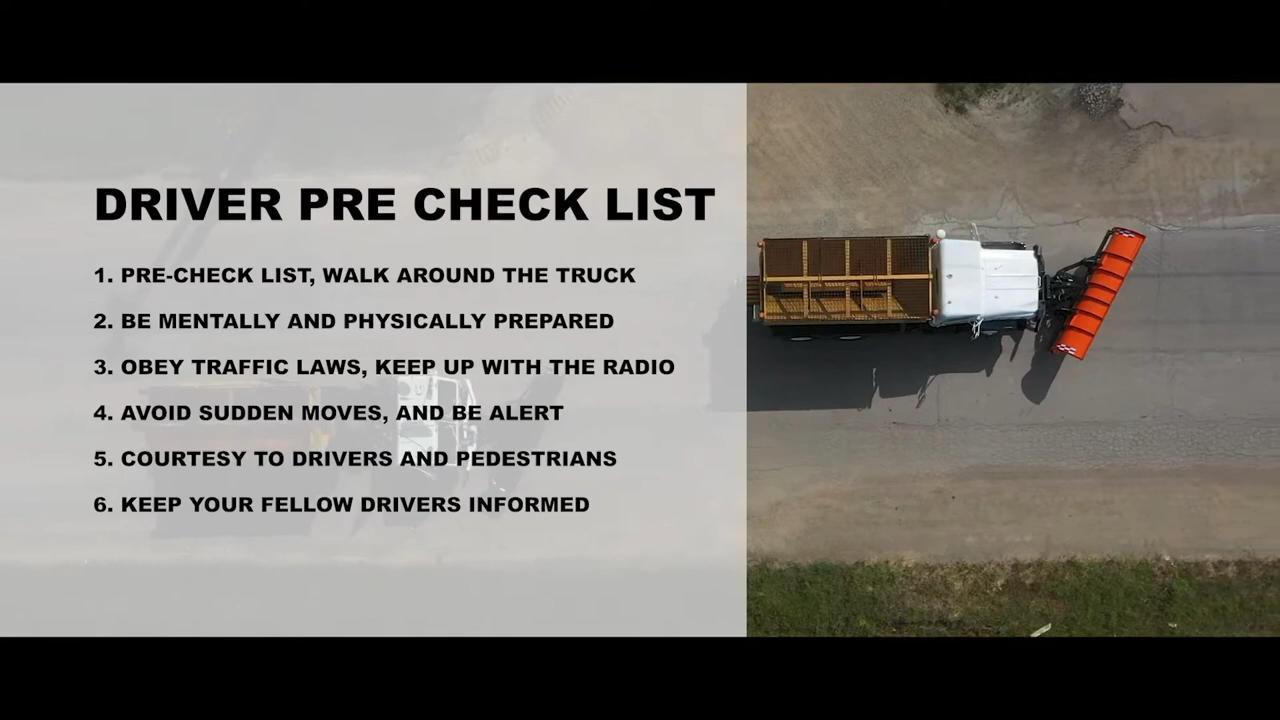 DRIVER PRE CHECK LIST
1. PRE-CHECK LIST, WALK AROUND THE TRUCK
2. BE MENTALLY AND PHYSICALLY PREPARED
3. OBEY TRAFFIC LAWS, KEEP UP WITH THE RADIO
4. AVOID SUDDEN MOVES, AND BE ALERT
5. COURTESY TO DRIVERS AND PEDESTRIANS
6. KEEP YOUR FELLOW DRIVERS INFORMED